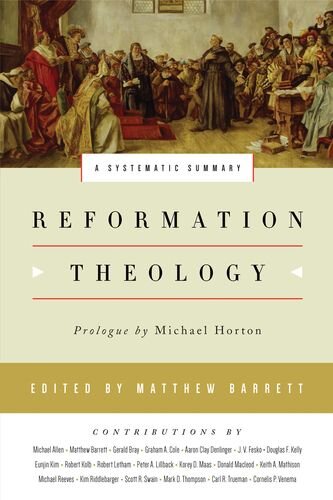 A SYSTEMATIC SUMMARY
REFORMATION
THEOLOGY
Prologue by Michael Horton
EDITED BY MATTHEW BARRETT
CONTRIBUTIONS BY
Michael Allen • Matthew Barrett • Gerald Bray • Graham A. Cole • Aaron Clay Denlinger • J. V. Fesko • Douglas F. Kelly
Eunjin Kim • Robert Kolb • Robert Letham • Peter A. Lillback • Korey D. Maas • Donald Macleod • Keith A. Mathison
Michael Reeves • Kim Riddlebarger • Scott R. Swain • Mark D. Thompson • Carl R. Trueman • Cornelis P. Venema